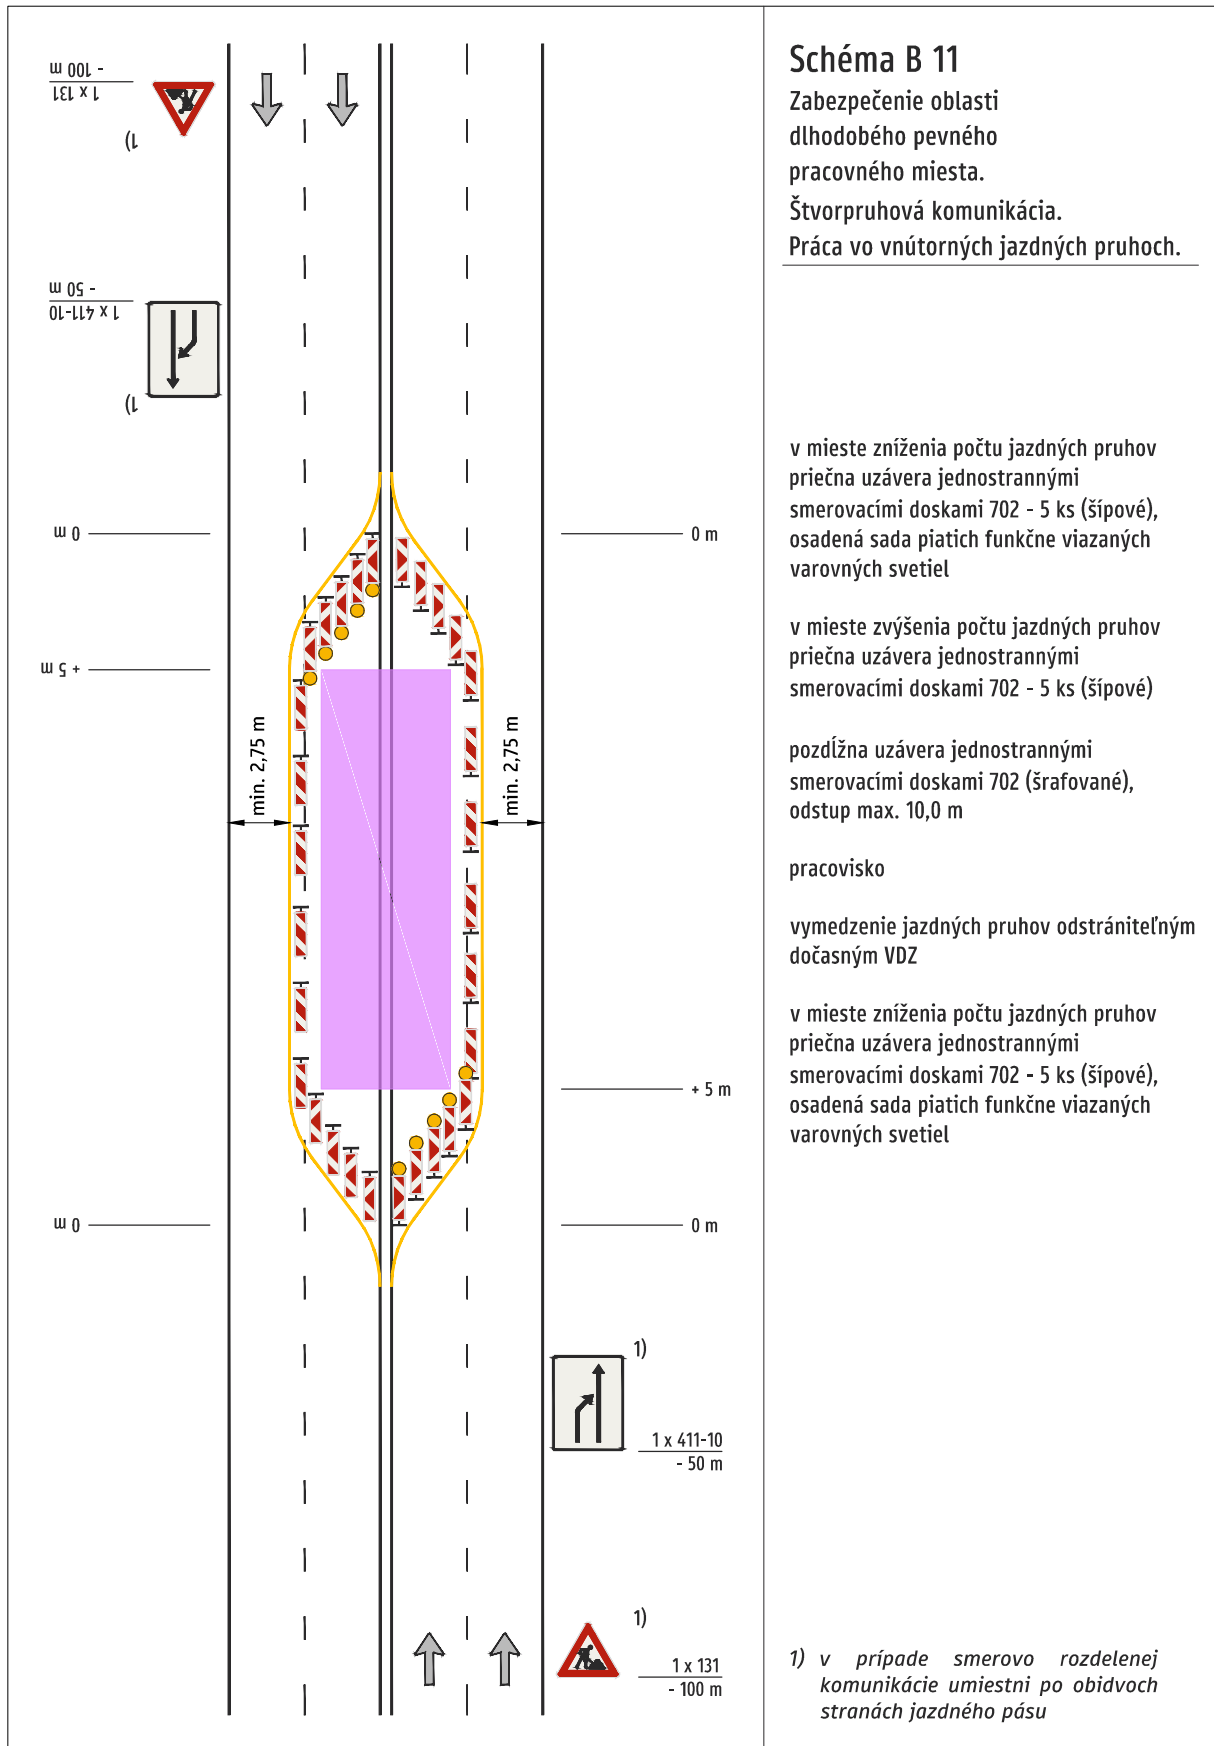 Schéma B 11
Zabezpečenie oblasti
dlhodobého pevného
pracovného miesta.
Štvorpruhová komunikácia.
Práca vo vnútorných jazdných pruhoch.
1 x 131
- 100 m
1)
1 x 411-10
- 50 m
1)
v mieste zníženia počtu jazdných pruhov
priečna uzávera jednostrannými
smerovacími doskami 702 - 5 ks (šípové),
osadená sada piatich funkčne viazaných
varovných svetiel
0 m
0 m
v mieste zvýšenia počtu jazdných pruhov
priečna uzávera jednostrannými
smerovacími doskami 702 - 5 ks (šípové)
+ 5 m
min. 2,75 m
min. 2,75 m
pozdĺžna uzávera jednostrannými
smerovacími doskami 702 (šrafované),
odstup max. 10,0 m
pracovisko
vymedzenie jazdných pruhov odstrániteľným
dočasným VDZ
v mieste zníženia počtu jazdných pruhov
priečna uzávera jednostrannými
smerovacími doskami 702 - 5 ks (šípové),
osadená sada piatich funkčne viazaných
varovných svetiel
+ 5 m
0 m
0 m
1)
1 x 411-10
- 50 m
1)
1 x 131
- 100 m
1) v prípade smerovo rozdelenej
komunikácie umiestni po obidvoch
stranách jazdného pásu